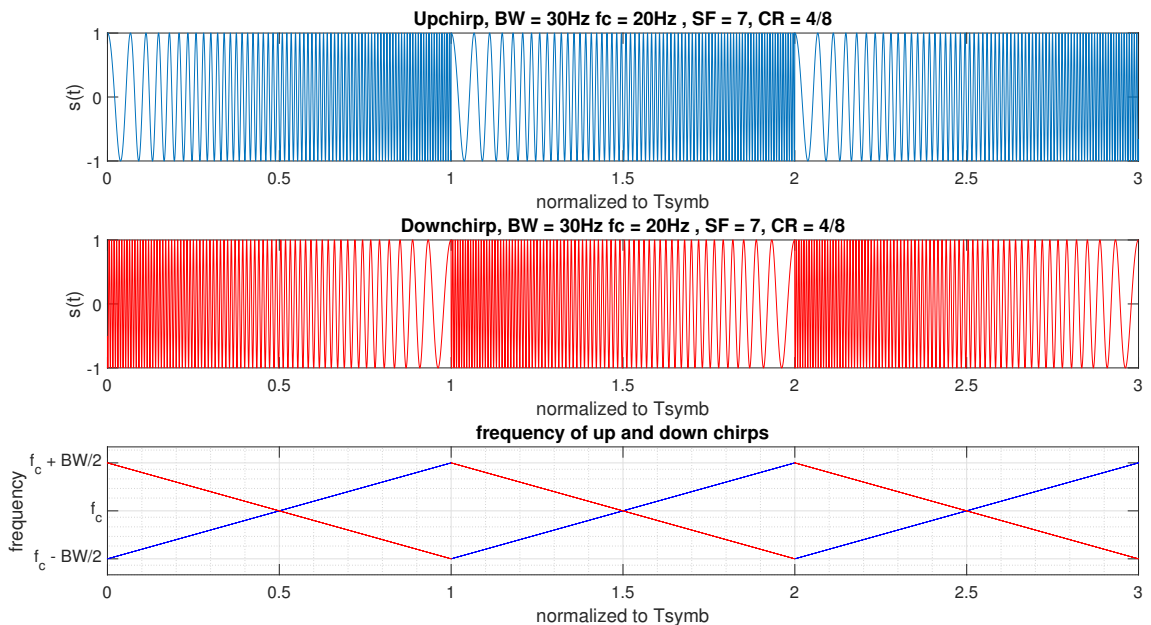 Upchirp, BW = 30Hz fc = 20Hz , SF = 7, CR = 4/8
s(t)
1
0
-1
0 0.5 1 1.5 2 2.5 3
normalized to Tsymb
Downchirp, BW = 30Hz fc = 20Hz , SF = 7, CR = 4/8
s(t)
1
0
-1
0 0.5 1 1.5 2 2.5 3
normalized to Tsymb
frequency of up and down chirps
frequency
f_c + BW/2
f_c
f_c - BW/2
0 0.5 1 1.5 2 2.5 3
normalized to Tsymb